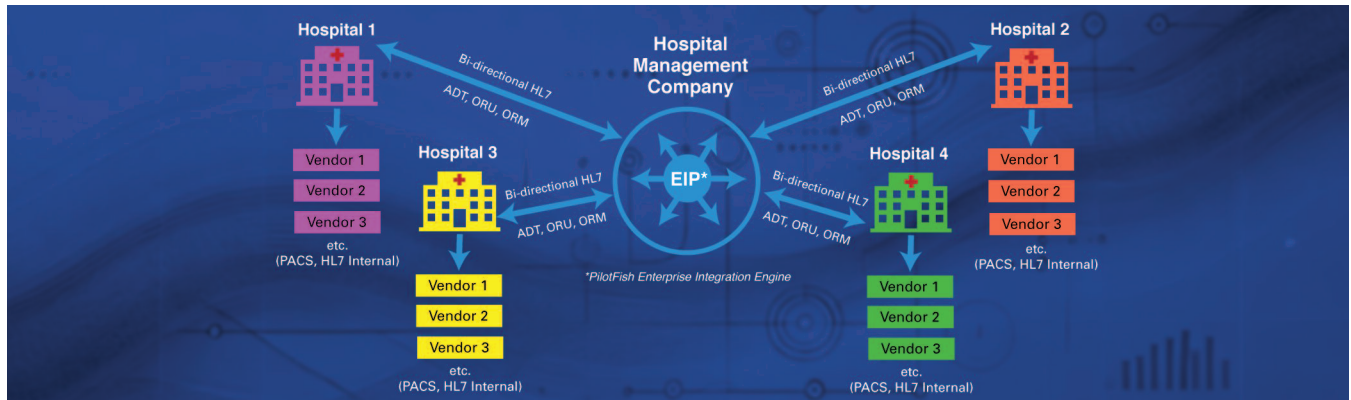 Hospital 1
Bi-directional HL7
ADT, ORU, ORM
Vendor 1
Vendor 2
Vendor 3
etc.
(PACS, HL7 Internal)
Hospital 3
Bi-directional HL7
ADT, ORU, ORM
Vendor 1
Vendor 2
Vendor 3
etc.
(PACS, HL7 Internal)
Hospital
Management
Company
EIP*
*PilotFish Enterprise Integration Engine
Hospital 4
Bi-directional HL7
ADT, ORU, ORM
Vendor 1
Vendor 2
Vendor 3
etc.
(PACS, HL7 Internal)
Hospital 2
Bi-directional HL7
ADT, ORU, ORM
Vendor 1
Vendor 2
Vendor 3
etc.
(PACS, HL7 Internal)